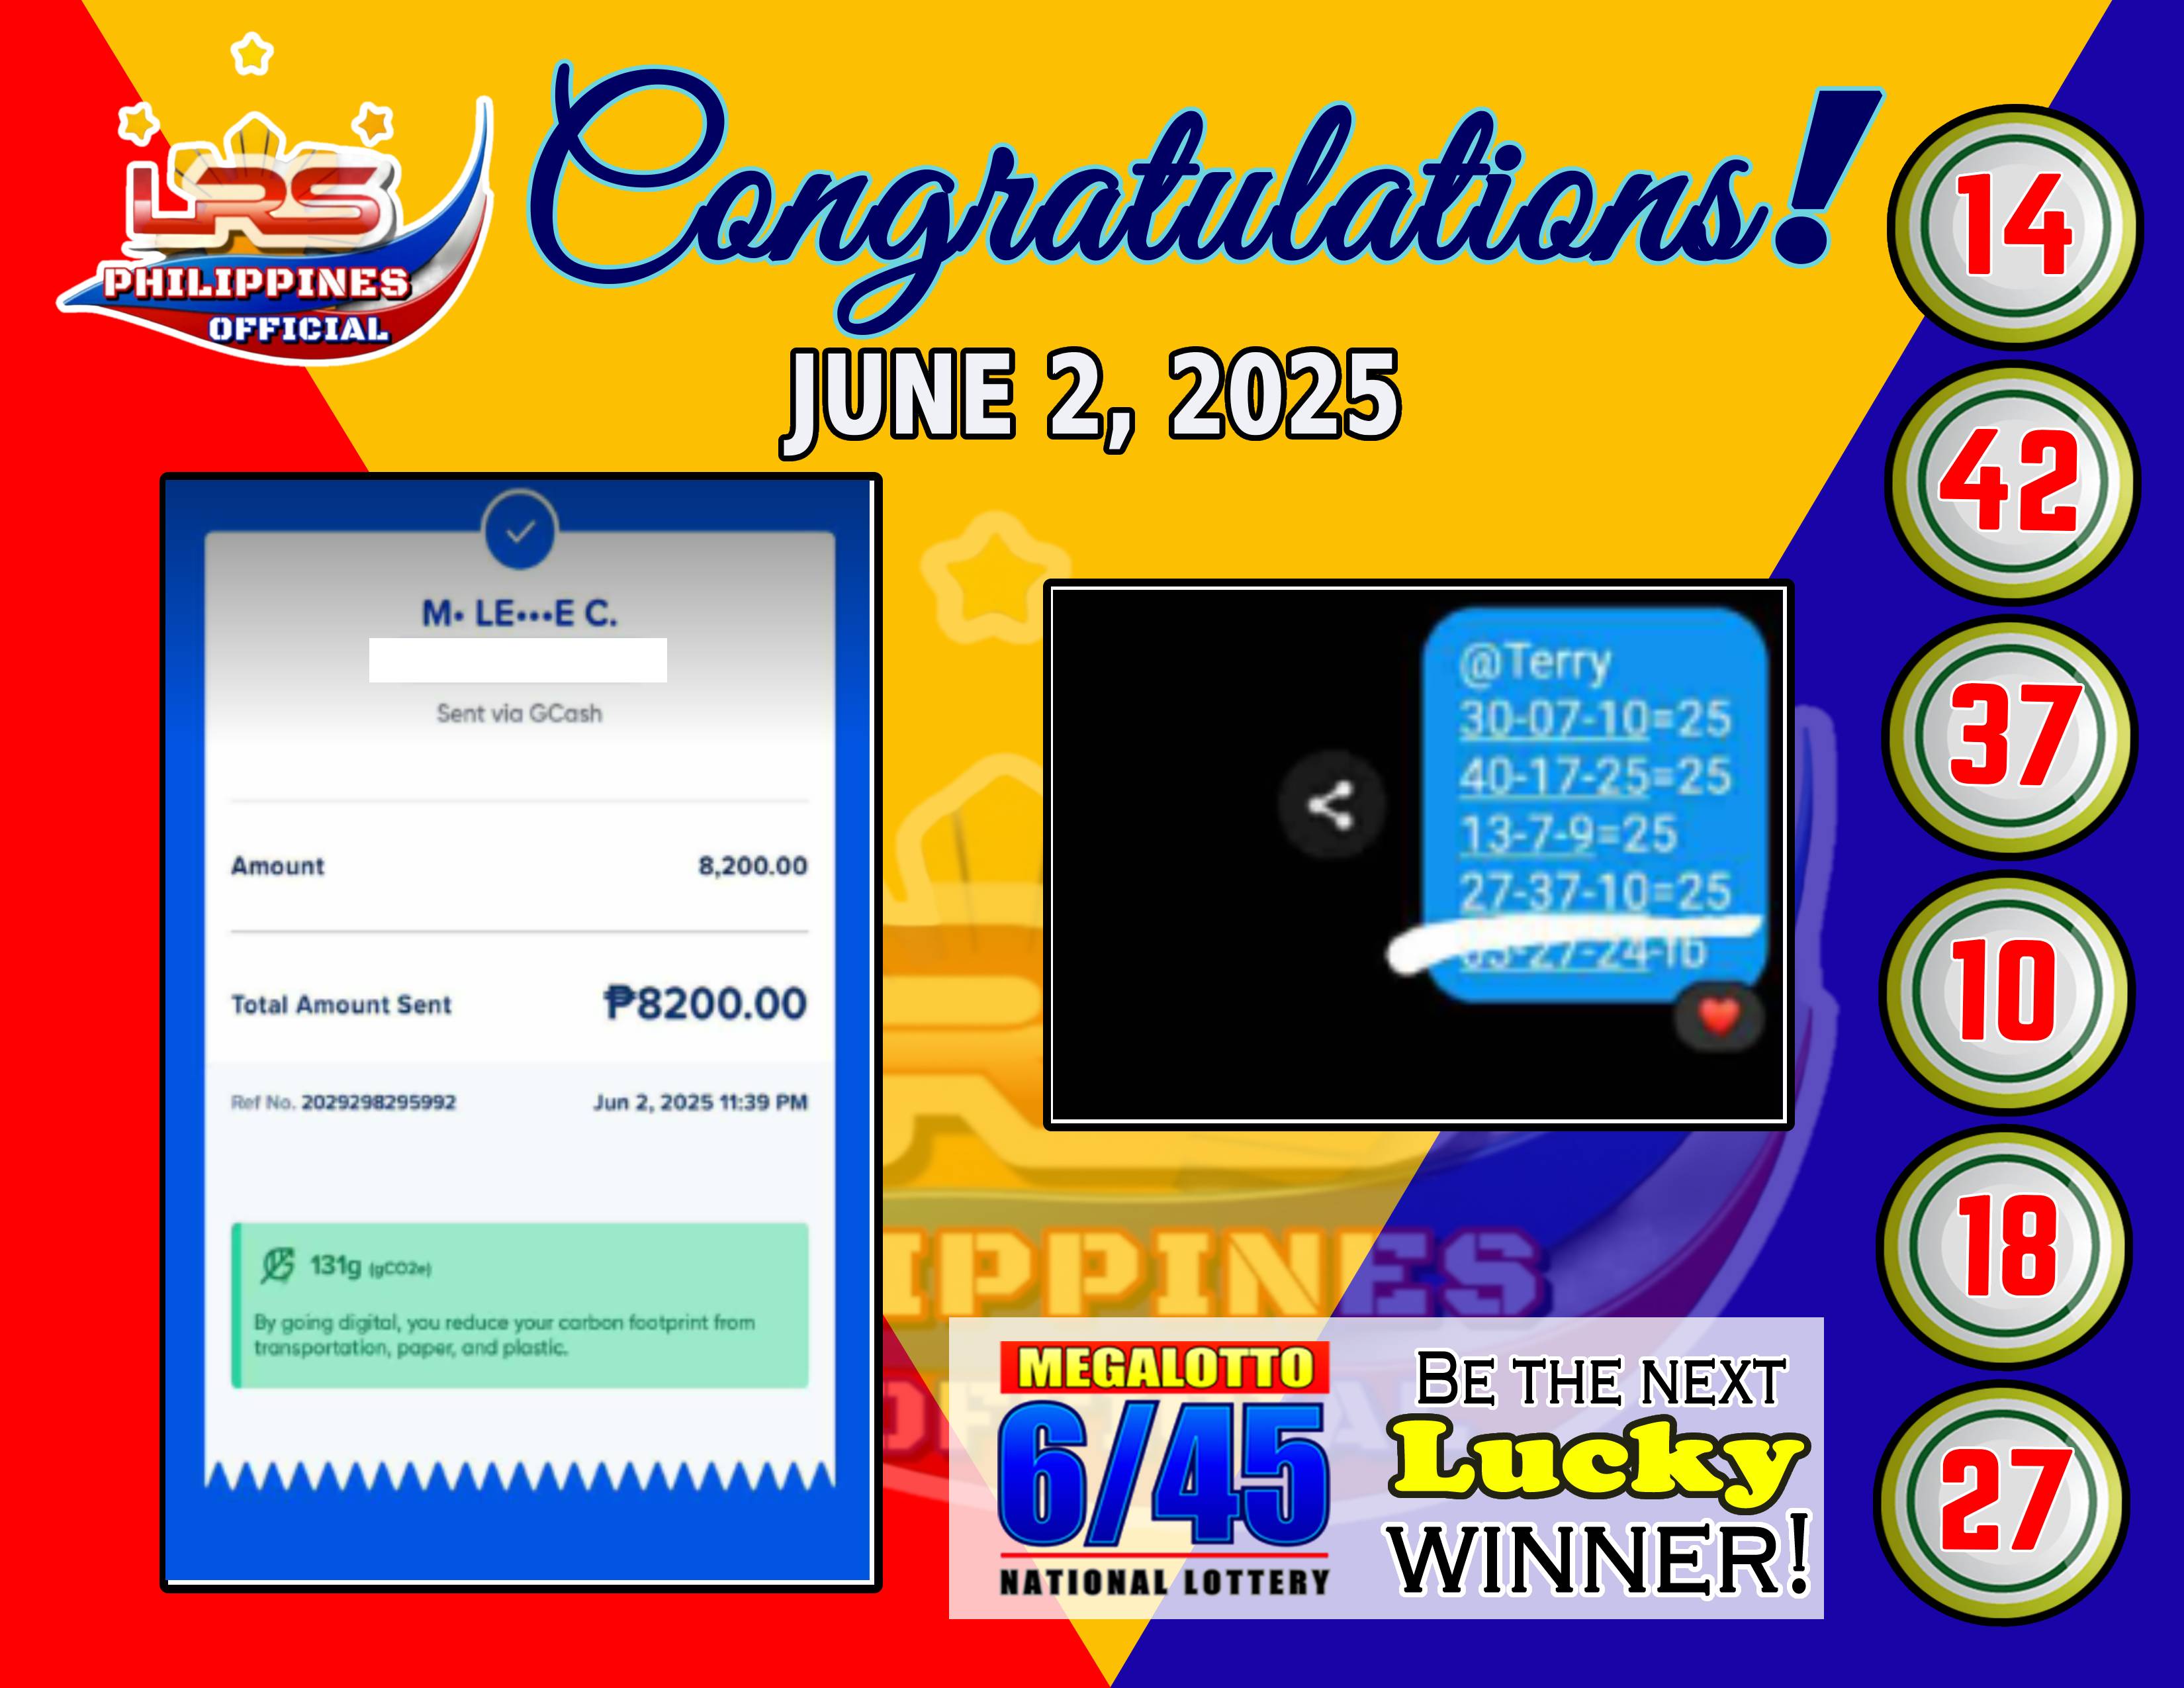 LRS
PHILIPPINES
OFFICIAL
Congratulations!
JUNE 2, 2025
M• LE•••E C.
Sent via GCash
Amount 8,200.00
Total Amount Sent ₱8200.00
Ref No. 2029298295992 Jun 2, 2025 11:39 PM
131g (gCO2e)
By going digital, you reduce your carbon footprint from
transportation, paper, and plastic.
@Terry
30-07-10=25
40-17-25=25
13-7-9=25
27-37-10=25
IPPINES
MEGALOTTO
6/45
NATIONAL LOTTERY
BE THE NEXT
Lucky
WINNER!
14
42
37
10
18
27